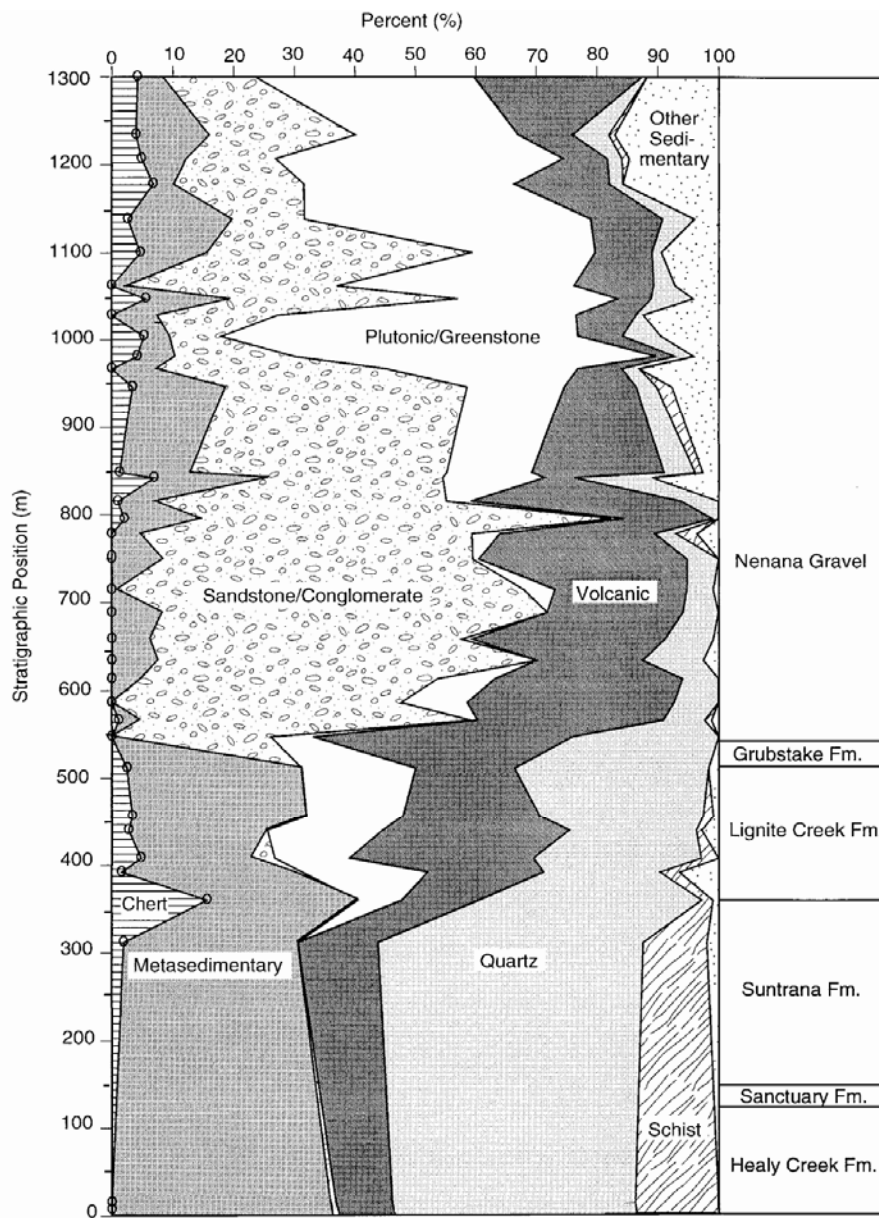 Percent (%)
0 10 20 30 40 50 60 70 80 90 100
1300
1200
1100
1000
900
800
700
600
500
400
300
200
100
0
Stratigraphic Position (m)
Other
Sedi-
mentary
Plutonic/Greenstone
Sandstone/Conglomerate
Volcanic
Chert
Metasedimentary
Quartz
Schist
Nenana Gravel
Grubstake Fm.
Lignite Creek Fm
Suntrana Fm.
Sanctuary Fm.
Healy Creek Fm.